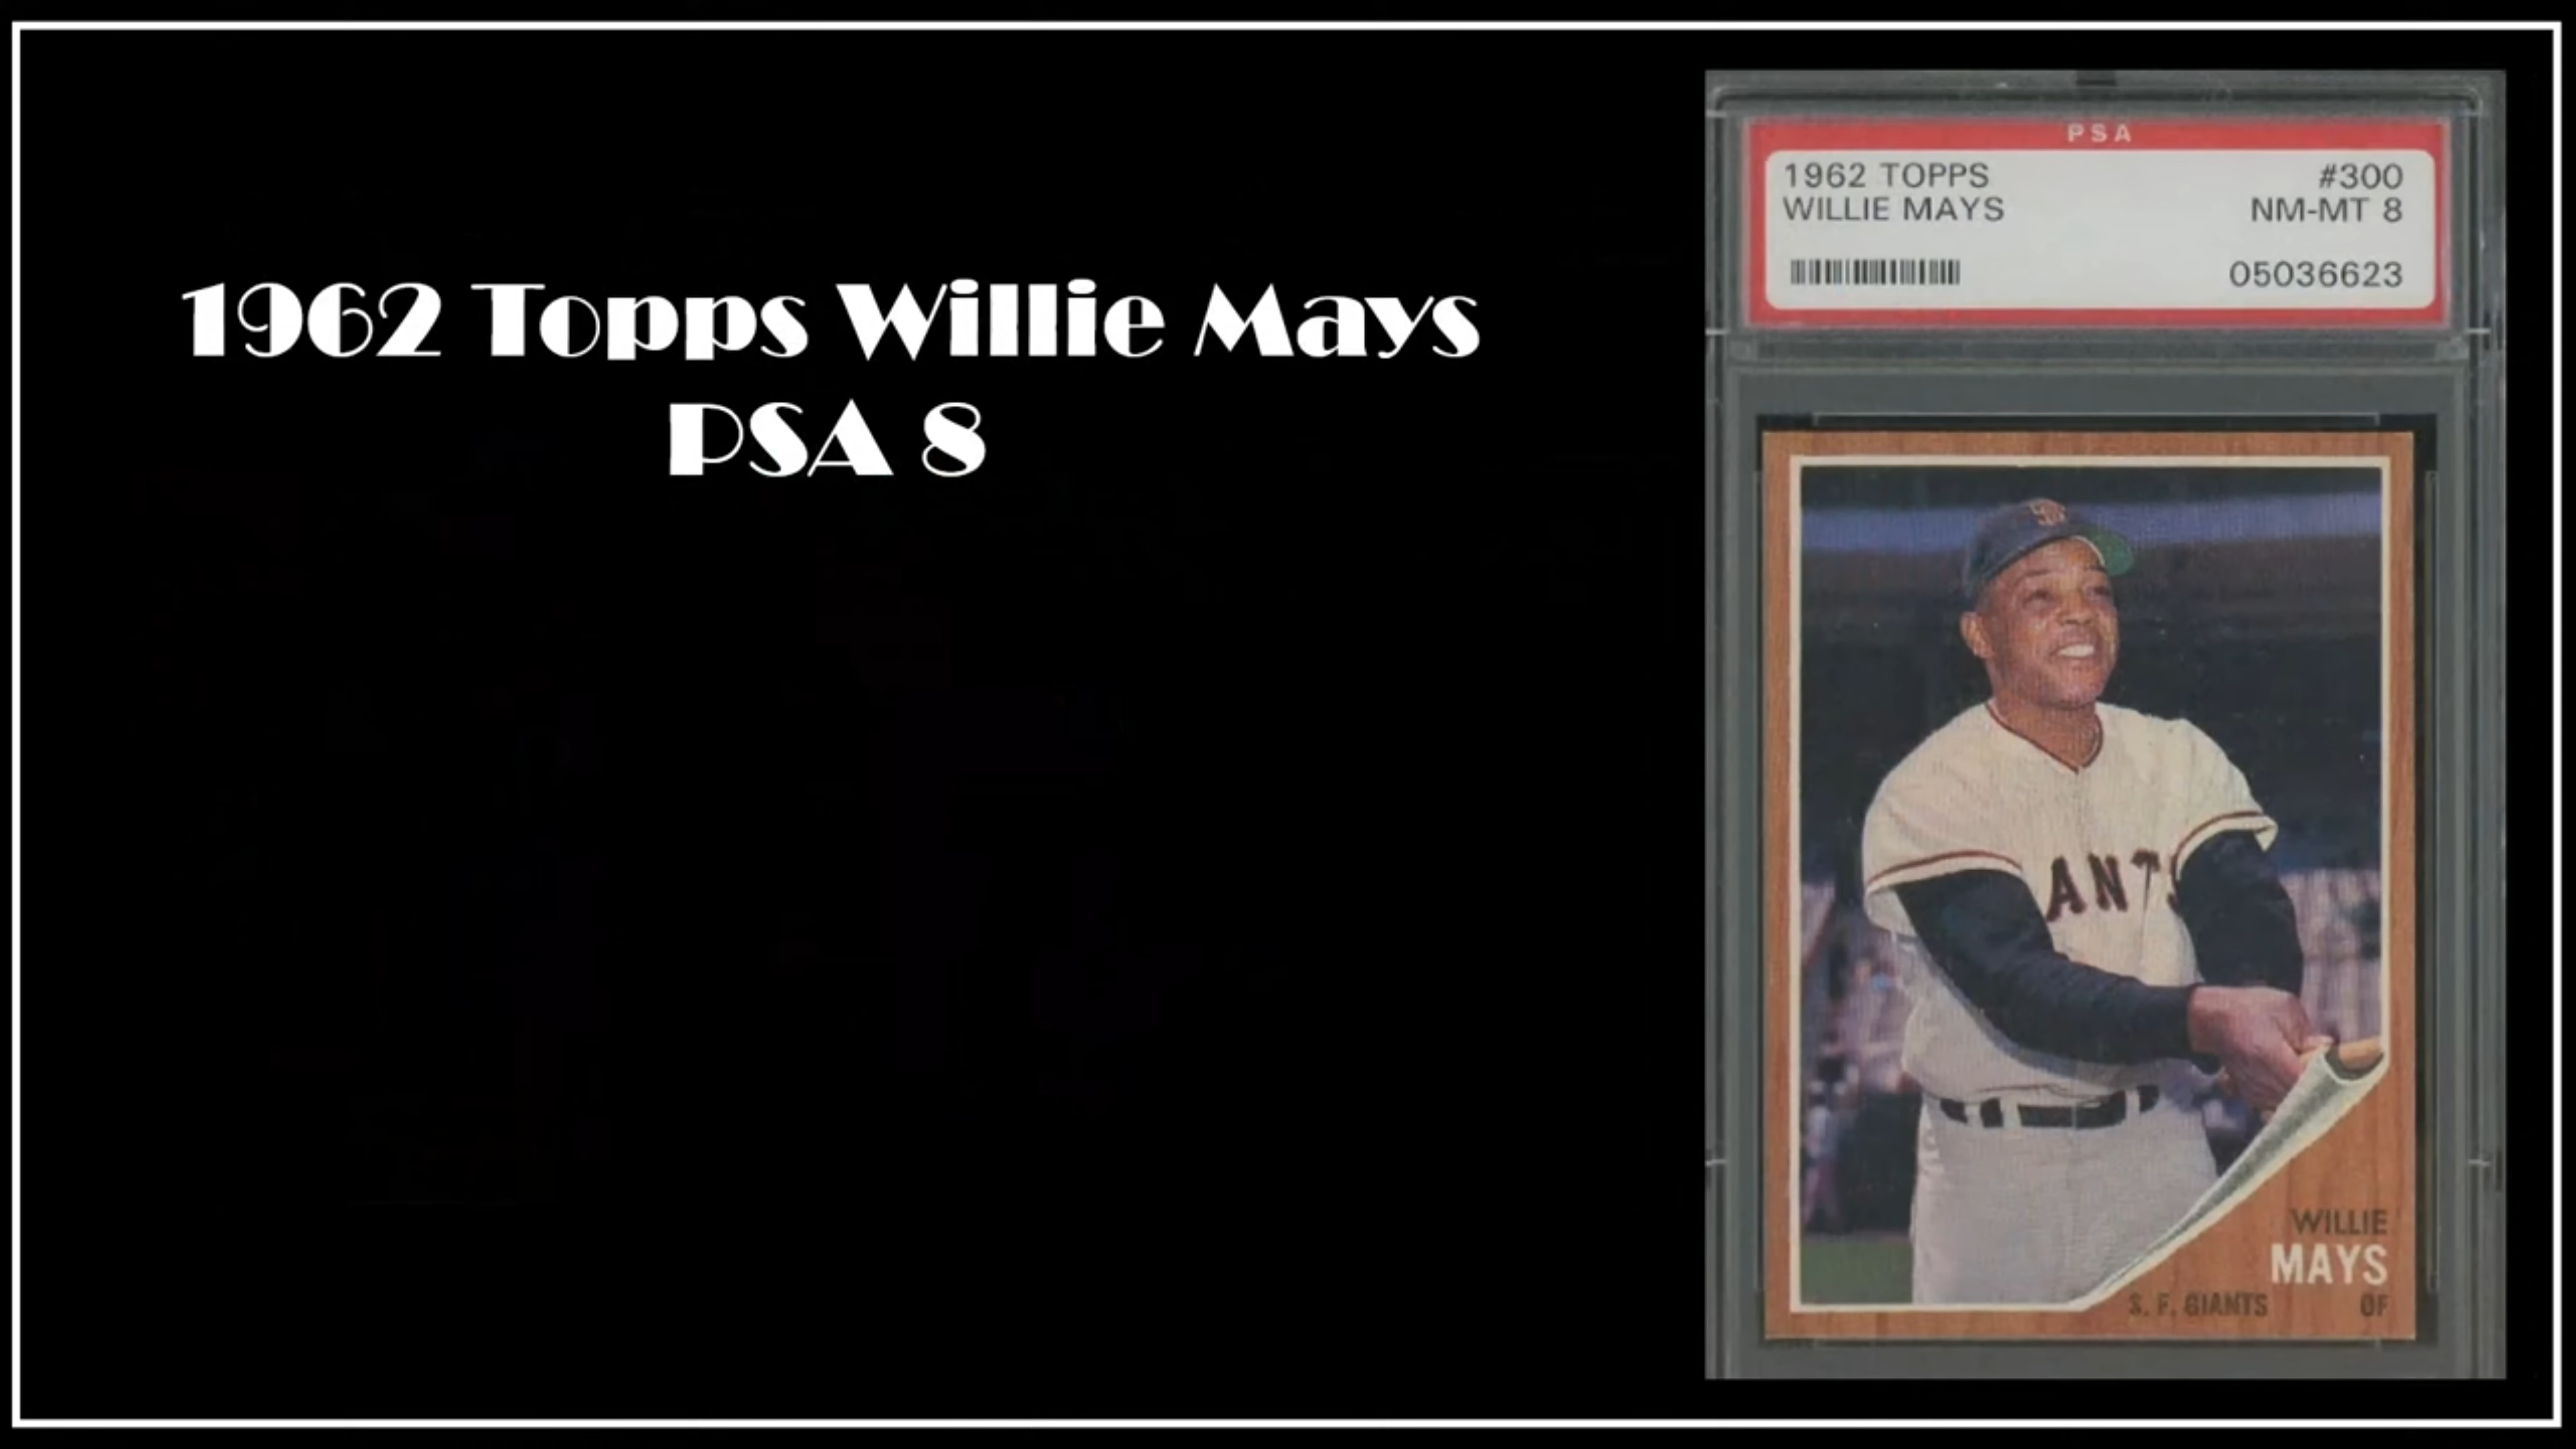 1962 Topps Willie Mays
PSA 8
PSA
1962 TOPPS #300
WILLIE MAYS NM-MT 8
05036623
ANTS
WILLIE
MAYS
S. F. GIANTS OF